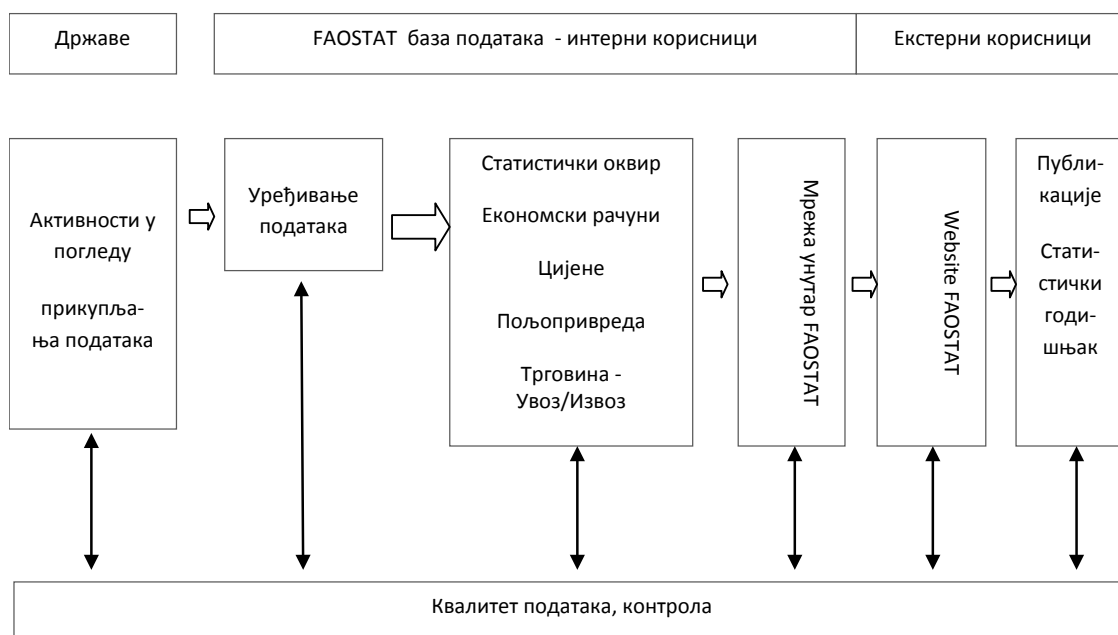 Државе
FAOSTAT база података - интерни корисници
Екстерни корисници
Активности у
погледу
прикупља-
ња података
Уређивање
података
Статистички оквир
Економски рачуни
Цијене
Пољопривреда
Трговина -
Увоз/Извоз
Мрежа унутар FAOSTAT
Website FAOSTAT
Публи-
кације
Стати-
стички
годи-
шњак
Квалитет података, контрола